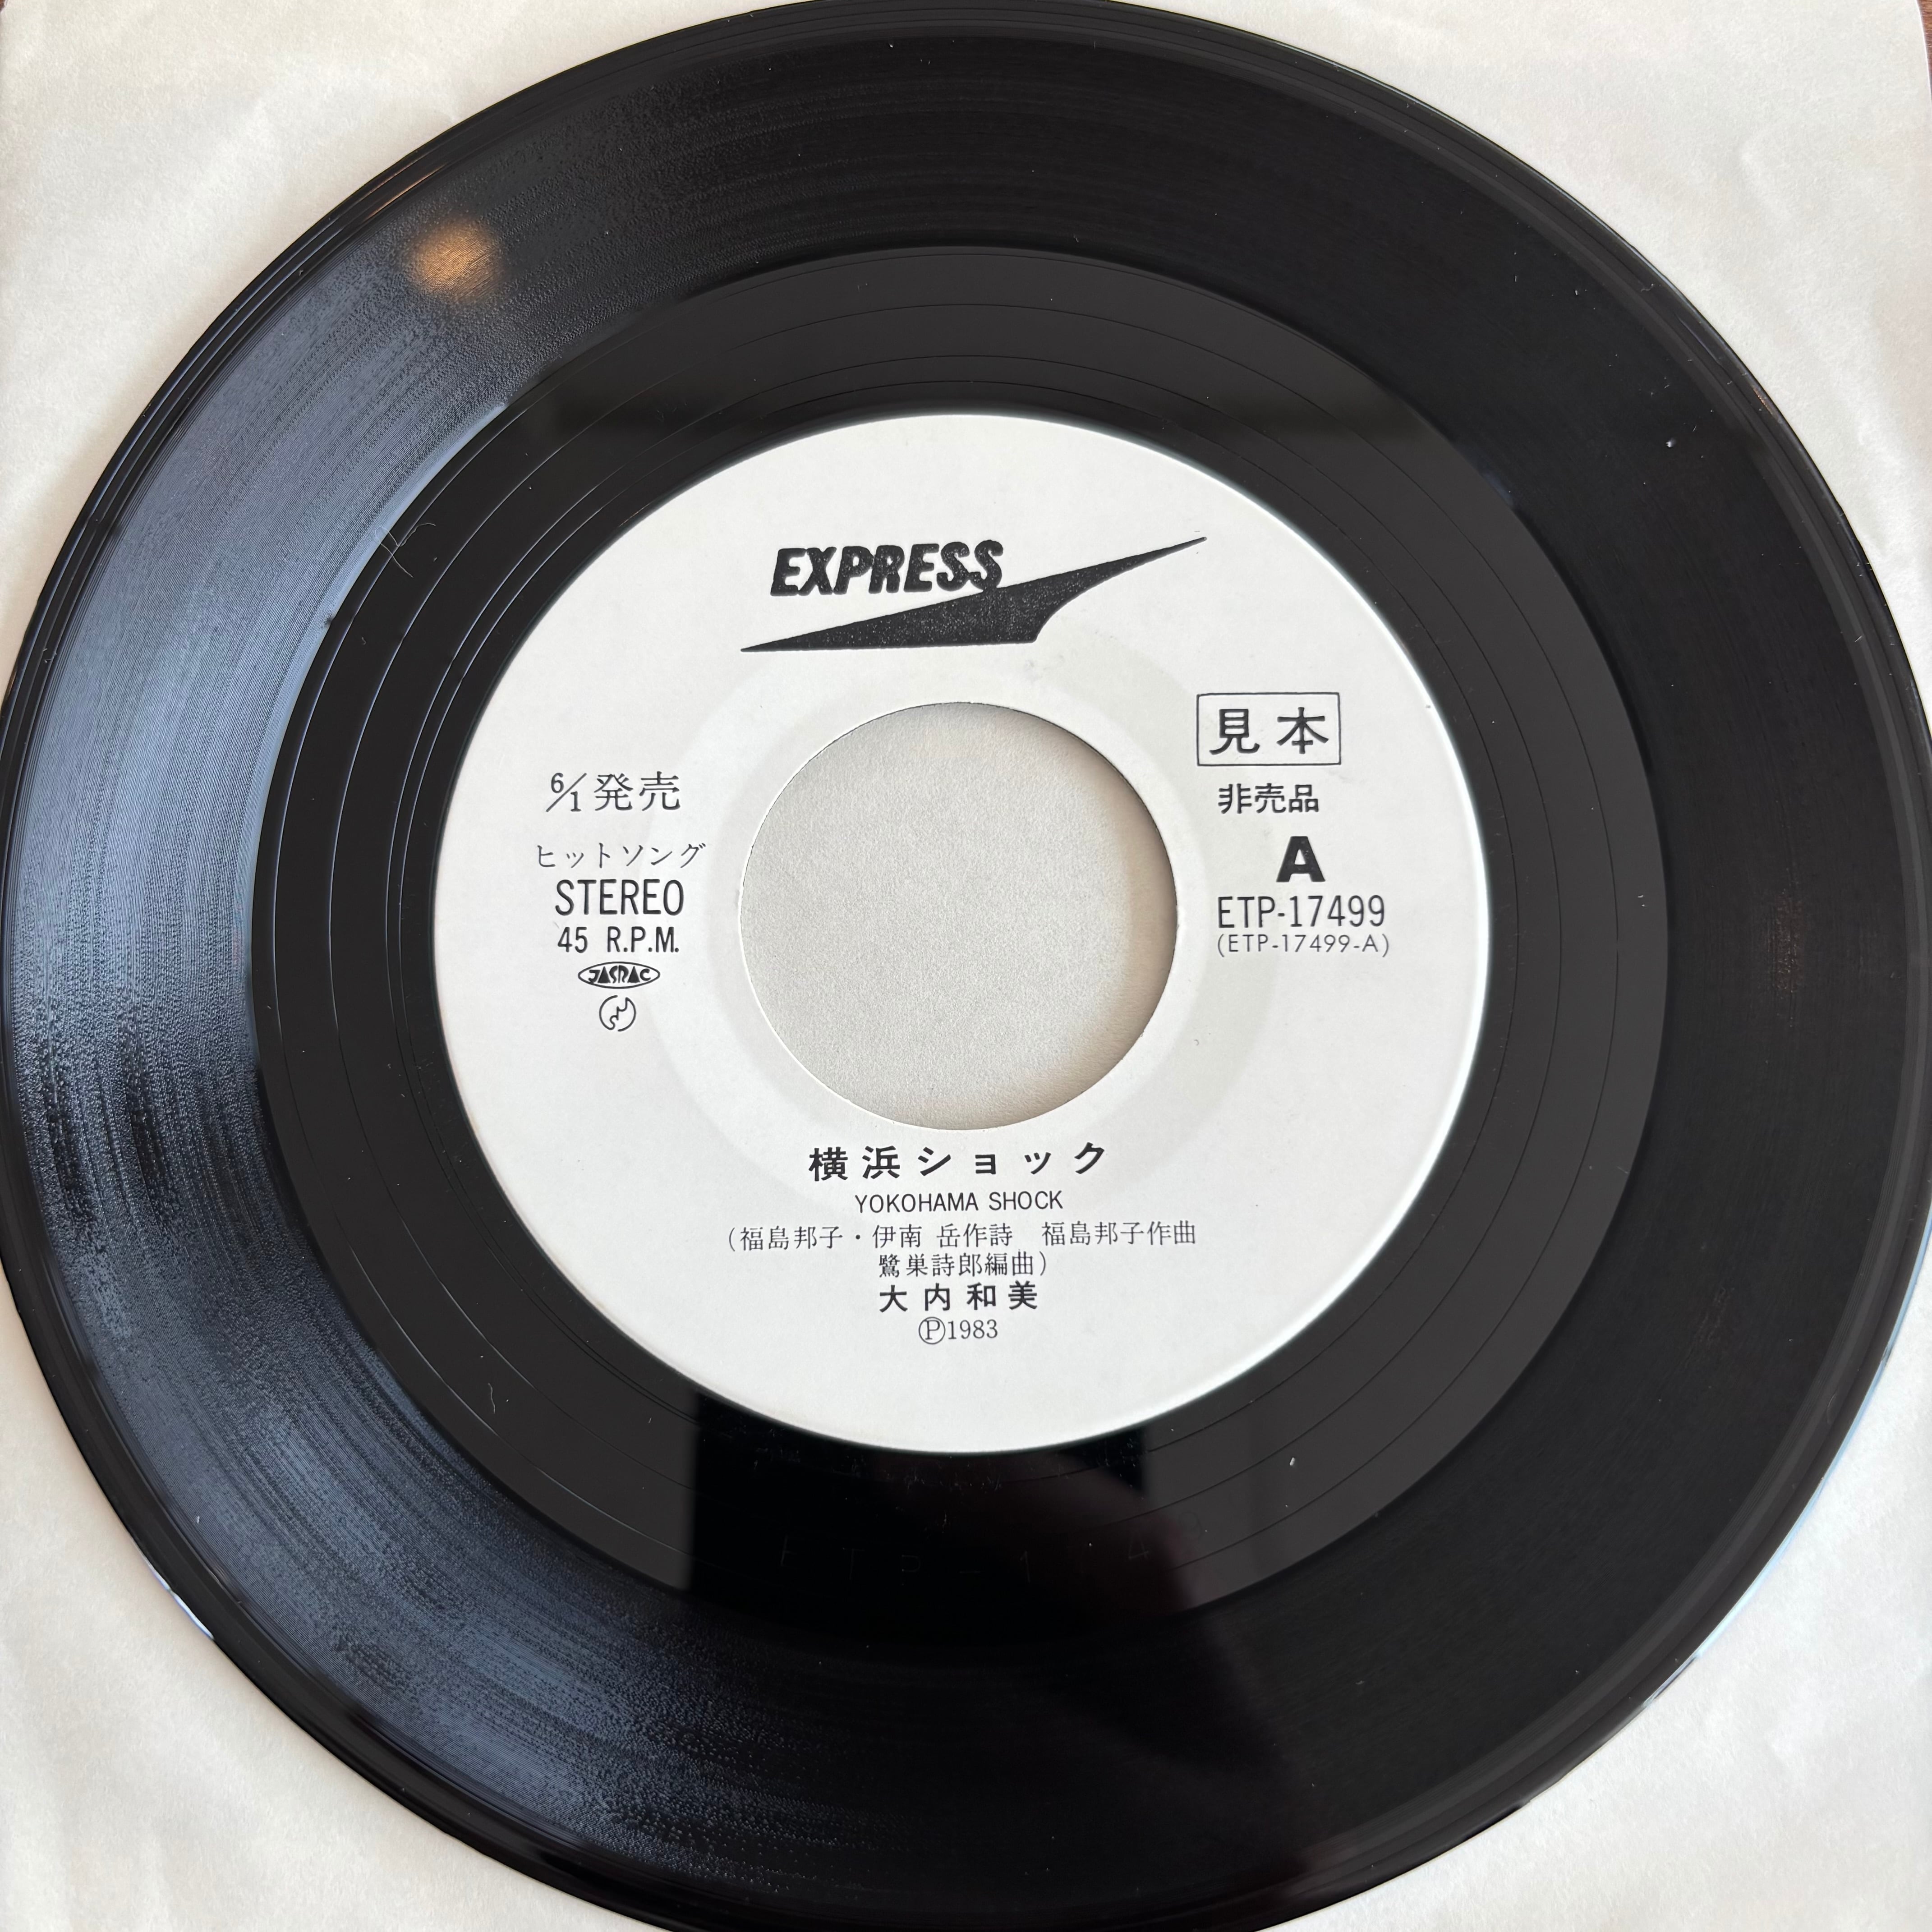 EXPRESS
見本
非売品
6/1発売
ヒットソング
STEREO
45 R.P.M.
JASRAC
A
ETP-17499
(ETP-17499-A)
横浜ショック
YOKOHAMA SHOCK
(福島邦子・伊南 岳作詩 福島邦子作曲
鷺巣詩郎編曲)
大内和美
Ⓟ1983